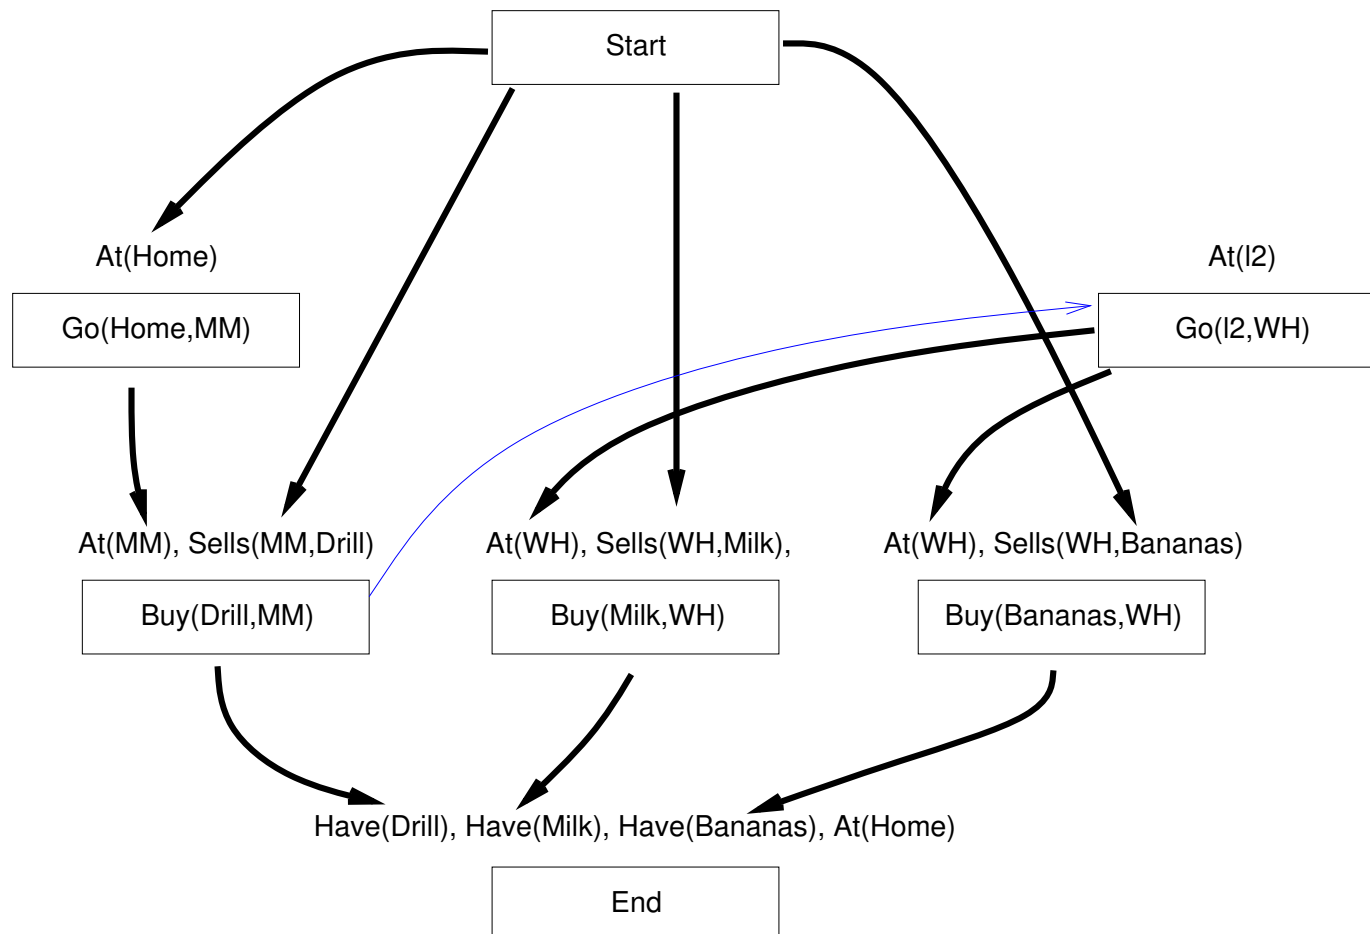 Start
At(Home)
At(l2)
Go(Home,MM)
Go(l2,WH)
At(MM), Sells(MM,Drill)
At(WH), Sells(WH,Milk),
At(WH), Sells(WH,Bananas)
Buy(Drill,MM)
Buy(Milk,WH)
Buy(Bananas,WH)
Have(Drill), Have(Milk), Have(Bananas), At(Home)
End